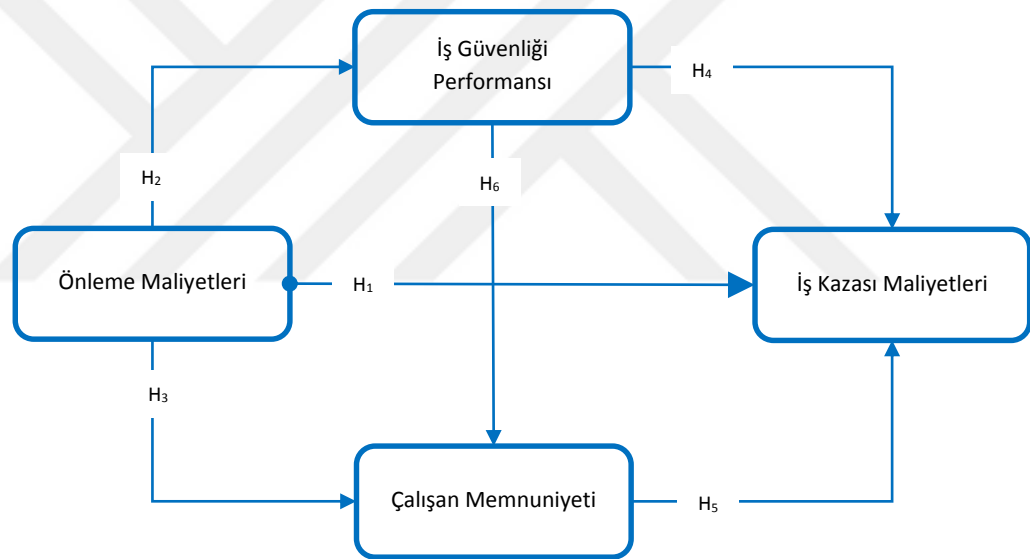 İş Güvenliği
Performansı
H₄
H₂
H₆
Önleme Maliyetleri
H₁
İş Kazası Maliyetleri
H₃
Çalışan Memnuniyeti
H₅